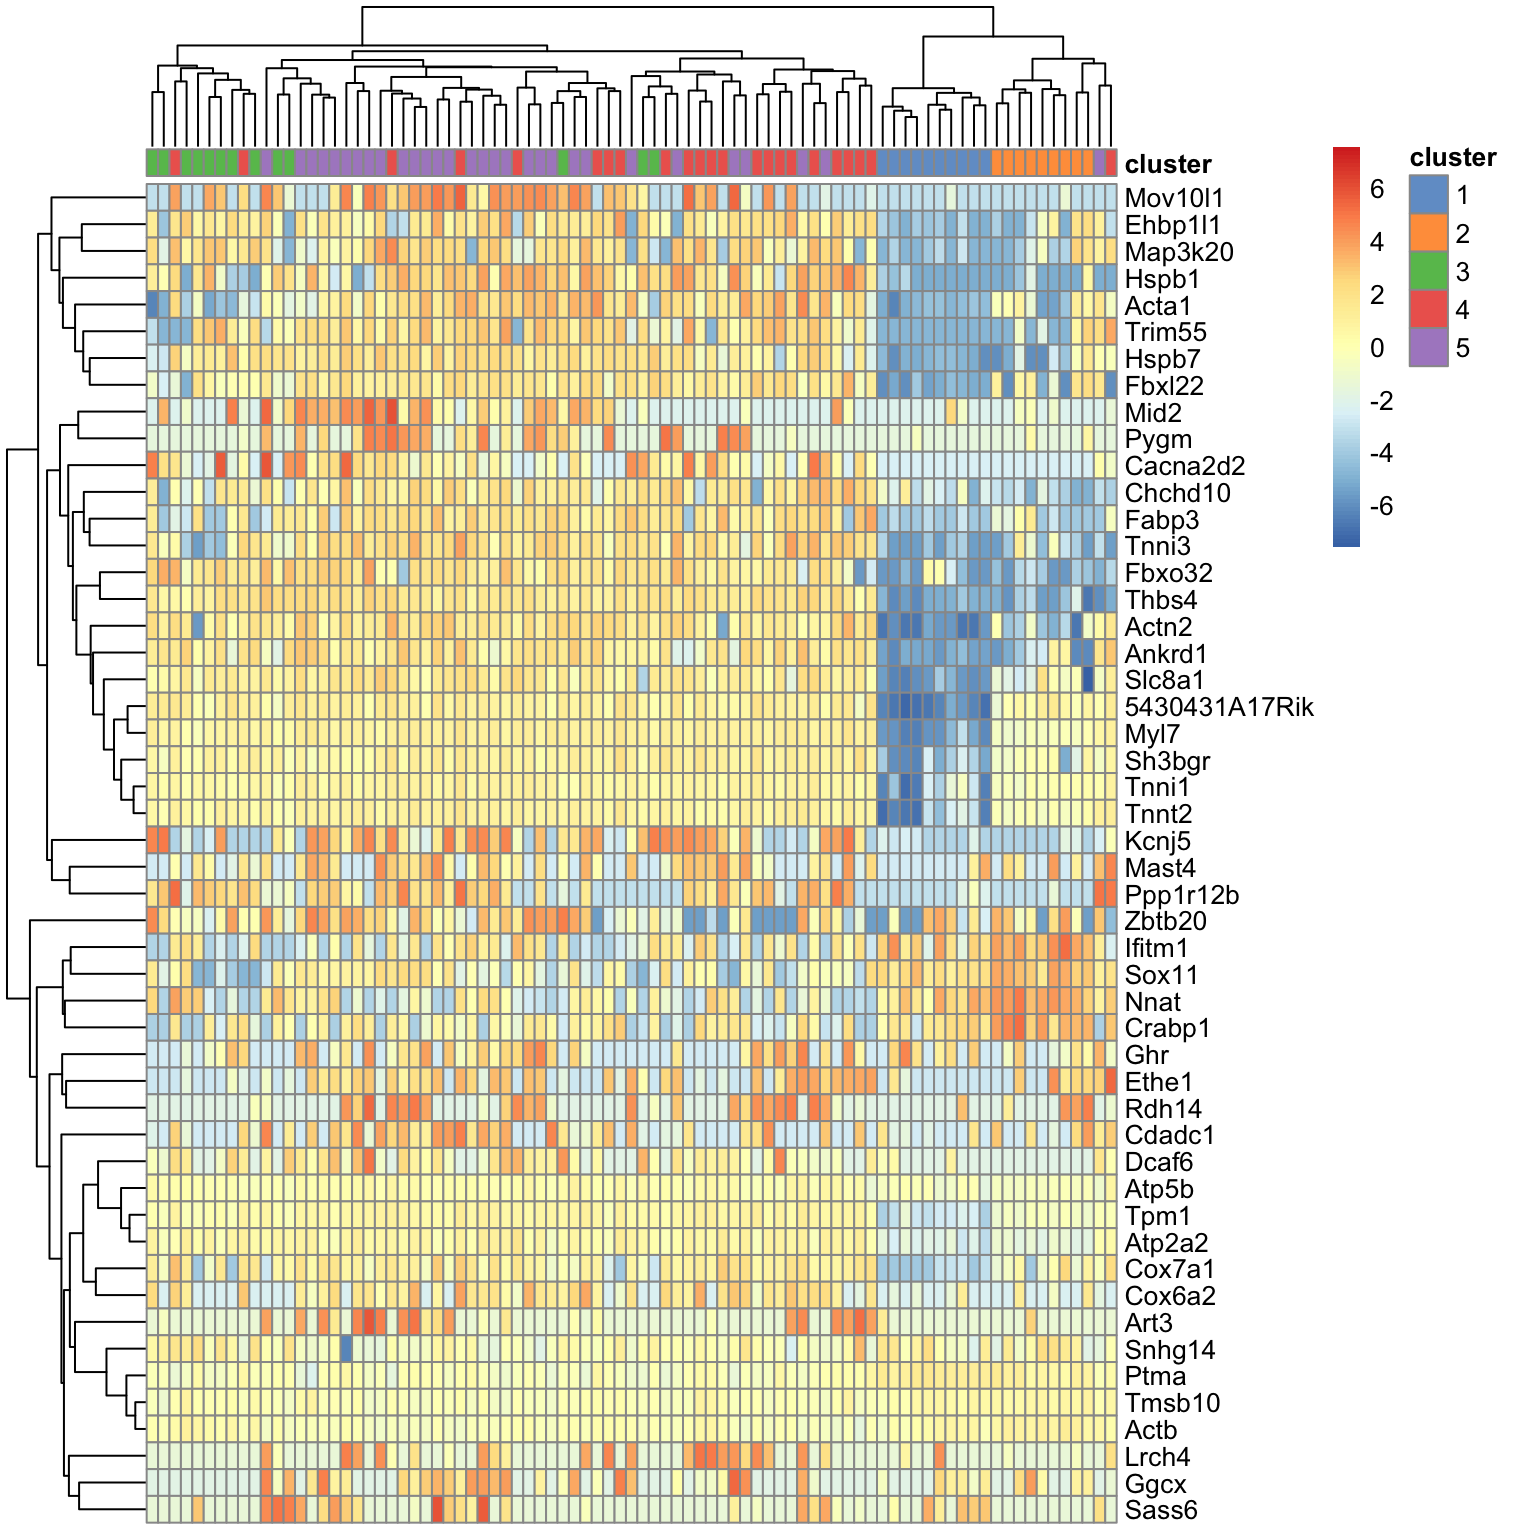 cluster
Mov10l1
Ehbp1l1
Map3k20
Hspb1
Acta1
Trim55
Hspb7
Fbxl22
Mid2
Pygm
Cacna2d2
Chchd10
Fabp3
Tnni3
Fbxo32
Thbs4
Actn2
Ankrd1
Slc8a1
5430431A17Rik
Myl7
Sh3bgr
Tnni1
Tnnt2
Kcnj5
Mast4
Ppp1r12b
Zbtb20
Ifitm1
Sox11
Nnat
Crabp1
Ghr
Ethe1
Rdh14
Cdadc1
Dcaf6
Atp5b
Tpm1
Atp2a2
Cox7a1
Cox6a2
Art3
Snhg14
Ptma
Tmsb10
Actb
Lrch4
Ggcx
Sass6
6
4
2
0
-2
-4
-6
cluster
1
2
3
4
5